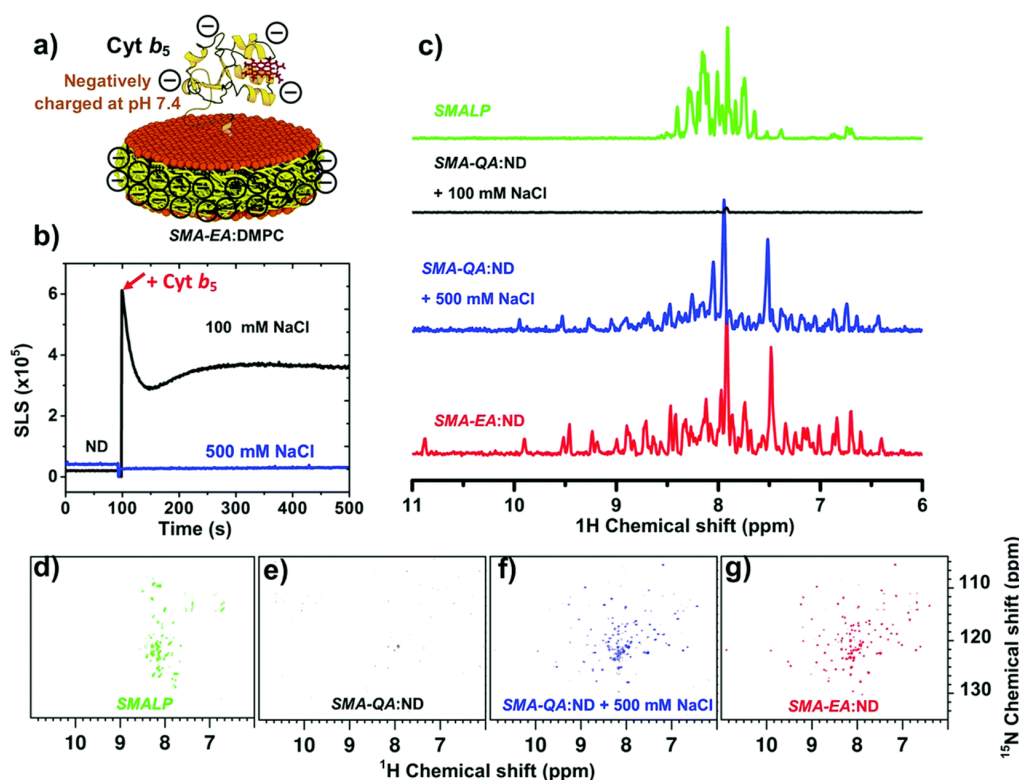 a)
Cyt b5
Negatively
charged at pH 7.4
SMA-EA:DMPC
b)
+ Cyt b5
100 mM NaCl
ND
500 mM NaCl
SLS (x10⁵)
6
4
2
0
0 100 200 300 400 500
Time (s)
c)
SMALP
SMA-QA:ND
+ 100 mM NaCl
SMA-QA:ND
+ 500 mM NaCl
SMA-EA:ND
11 10 9 8 7 6
1H Chemical shift (ppm)
d)
SMALP
10 9 8 7
e)
SMA-QA:ND
10 9 8 7
f)
SMA-QA:ND + 500 mM NaCl
10 9 8 7
g)
SMA-EA:ND
10 9 8 7
110
120
130
¹⁵N Chemical shift (ppm)
¹H Chemical shift (ppm)